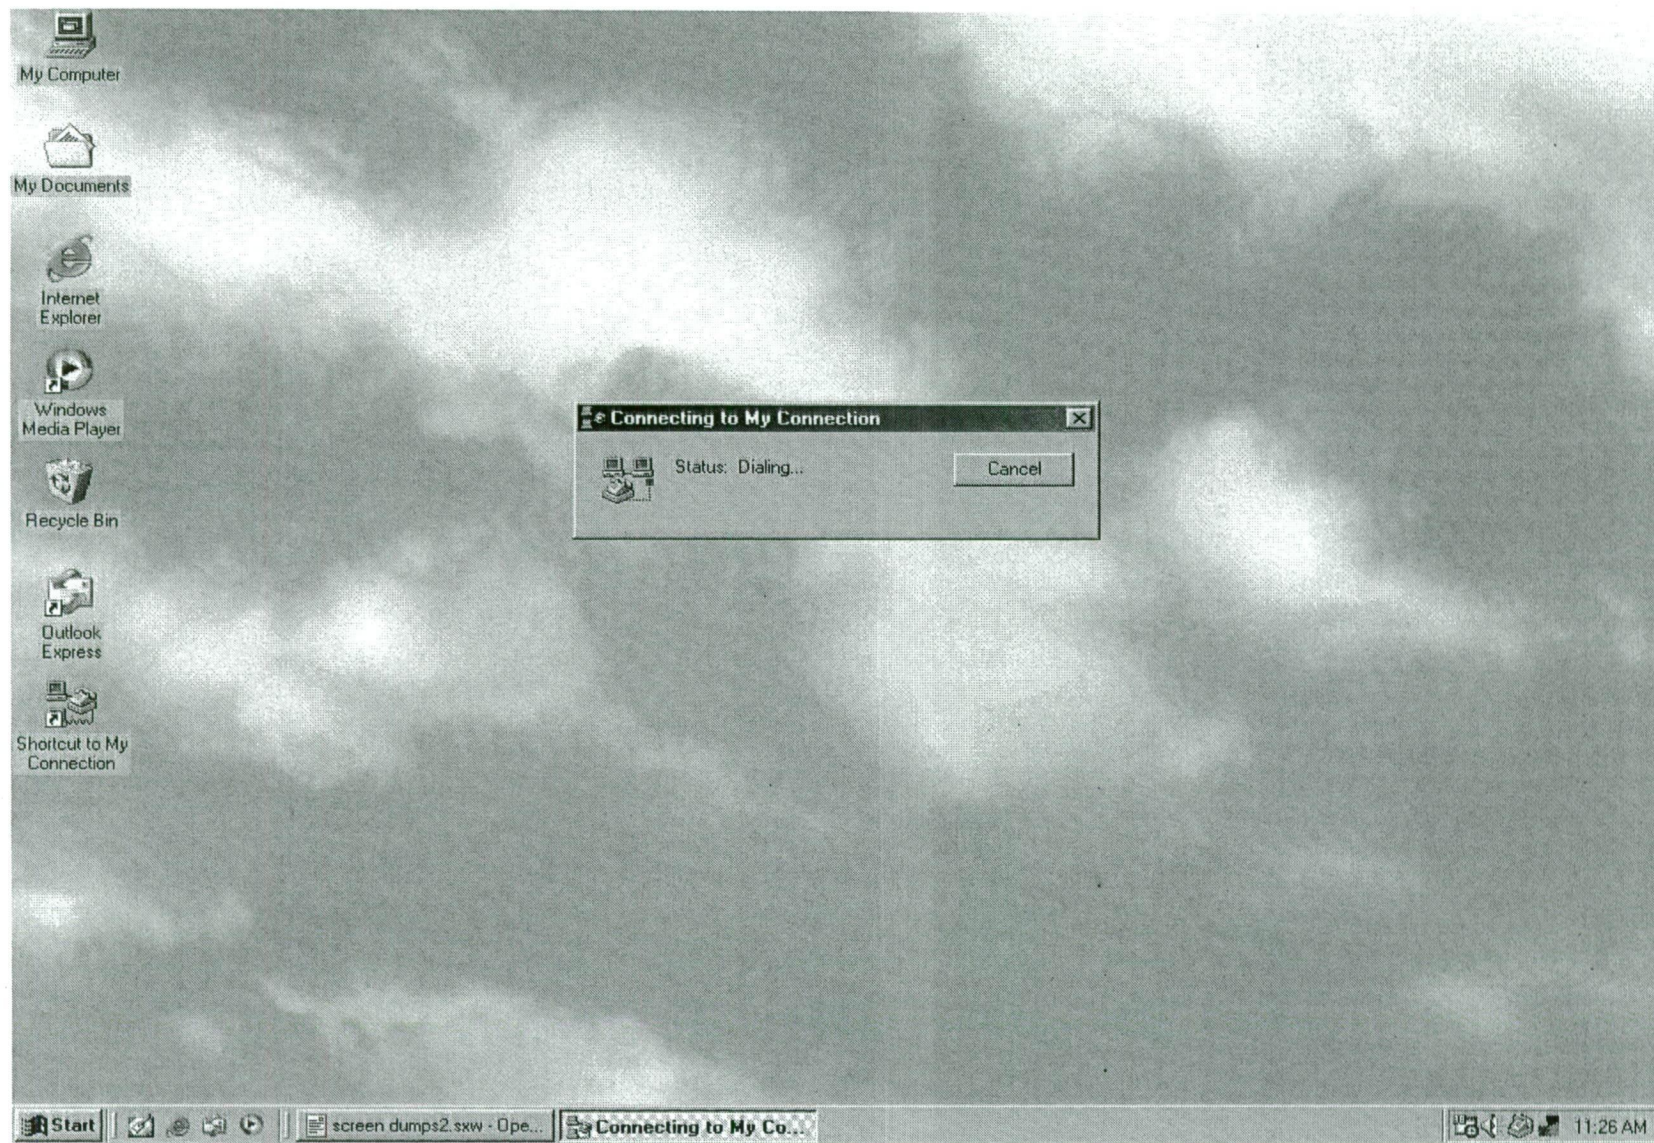 My Computer
My Documents
Internet
Explorer
Windows
Media Player
Recycle Bin
Outlook
Express
Shortcut to My
Connection
Connecting to My Connection
Status: Dialing...
Cancel
Start
screen dumps2.sxw - Ope...
Connecting to My Co...
11:26 AM